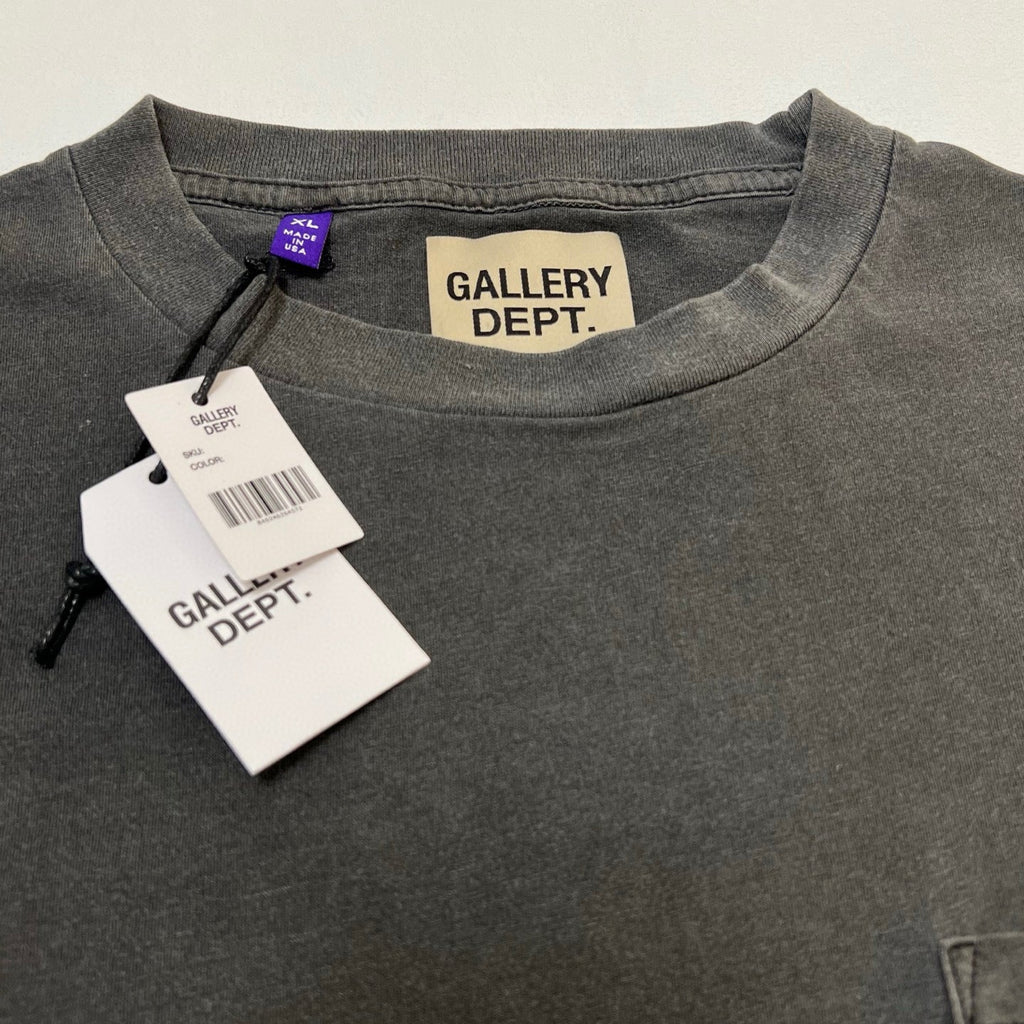 XL
MADE
IN
USA
GALLERY
DEPT.
GALLERY
DEPT.
SKU:
COLOR:
GALLERY
DEPT.